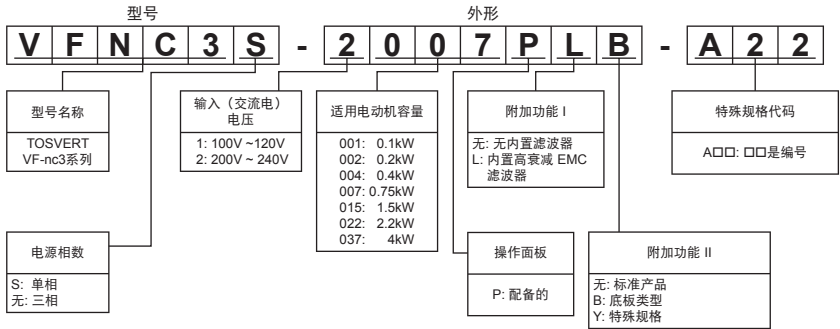 型号
外形
V F N C 3 S - 2 0 0 7 P L B - A 2 2
型号名称
TOSVERT
VF-nc3系列
输入（交流电）
电压
1: 100V ~120V
2: 200V ~ 240V
适用电动机容量
001: 0.1kW
002: 0.2kW
004: 0.4kW
007: 0.75kW
015: 1.5kW
022: 2.2kW
037: 4kW
附加功能 I
无: 无内置滤波器
L: 内置高衰减 EMC
滤波器
特殊规格代码
A□□: □□是编号
电源相数
S: 单相
无: 三相
操作面板
P: 配备的
附加功能 II
无: 标准产品
B: 底板类型
Y: 特殊规格